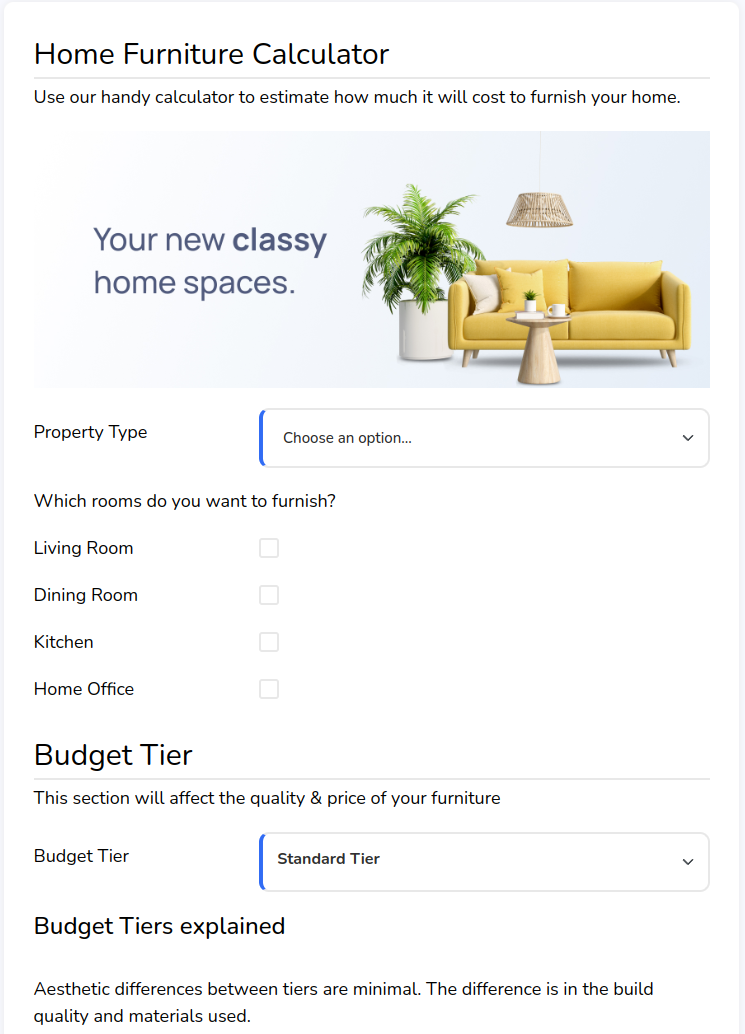 Home Furniture Calculator
Use our handy calculator to estimate how much it will cost to furnish your home.
Your new classy
home spaces.
Property Type
Choose an option...
Which rooms do you want to furnish?
Living Room
Dining Room
Kitchen
Home Office
Budget Tier
This section will affect the quality & price of your furniture
Budget Tier
Standard Tier
Budget Tiers explained
Aesthetic differences between tiers are minimal. The difference is in the build
quality and materials used.